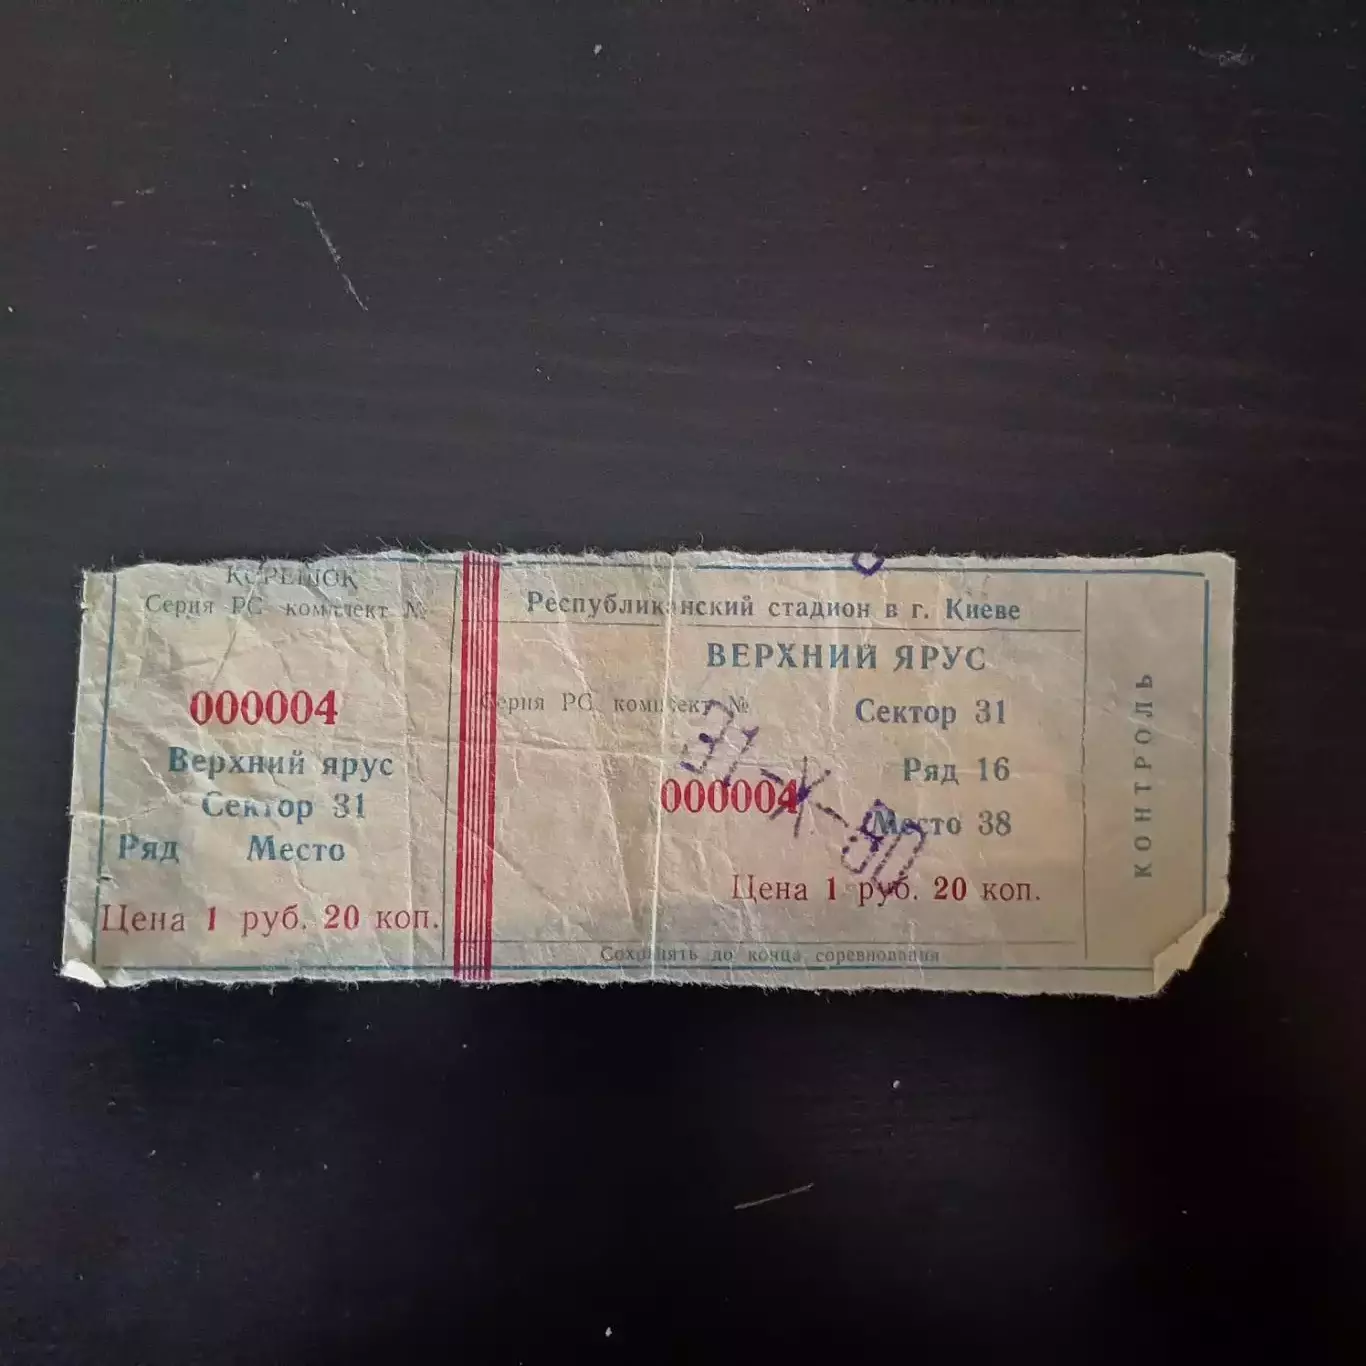 КОРЕШОК
Серия РС комплект №
000004
Верхний ярус
Сектор 31
Ряд Место
Цена 1 руб. 20 коп.
Республиканский стадион в г. Киеве
ВЕРХНИЙ ЯРУС
Серия РС комплект №
Сектор 31
31-X-80
Ряд 16
000004
Место 38
Цена 1 руб. 20 коп.
Сохранять до конца соревнования
КОНТРОЛЬ